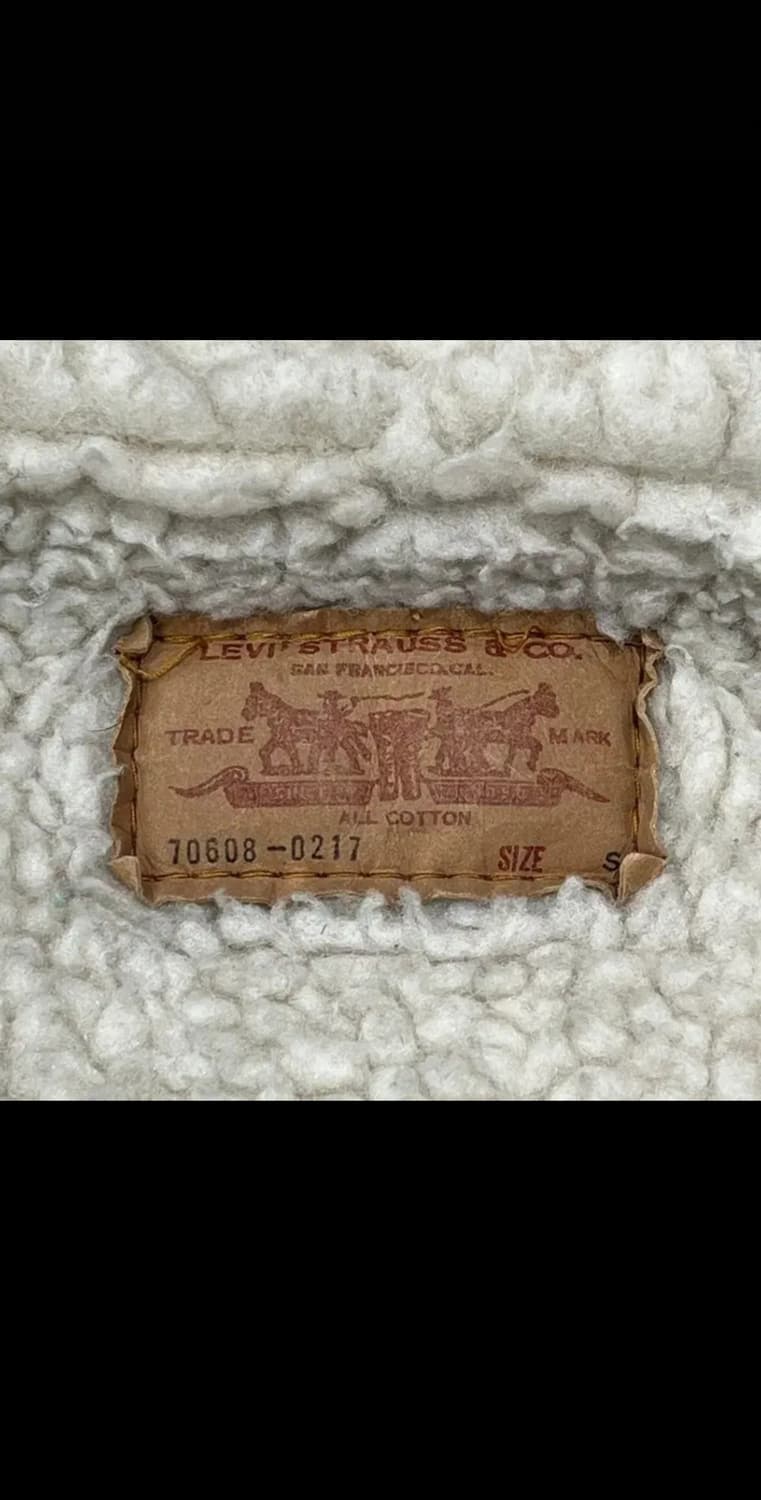 LEVI STRAUSS & CO.
SAN FRANCISCO, CAL.
TRADE MARK
ALL COTTON
70608-0217 SIZE S